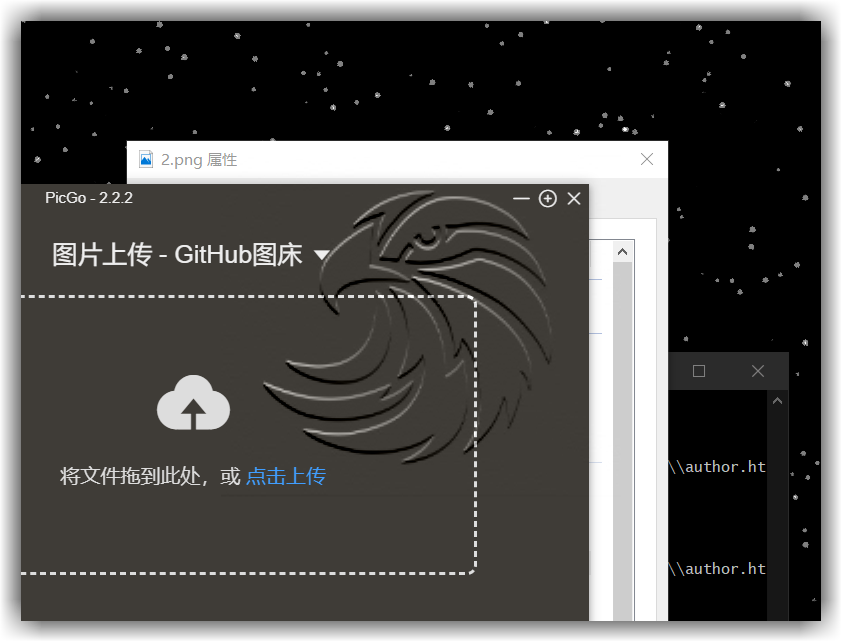 2.png 属性
PicGo - 2.2.2
图片上传 - GitHub图床
将文件拖到此处，或 点击上传
\\author.ht
\\author.ht